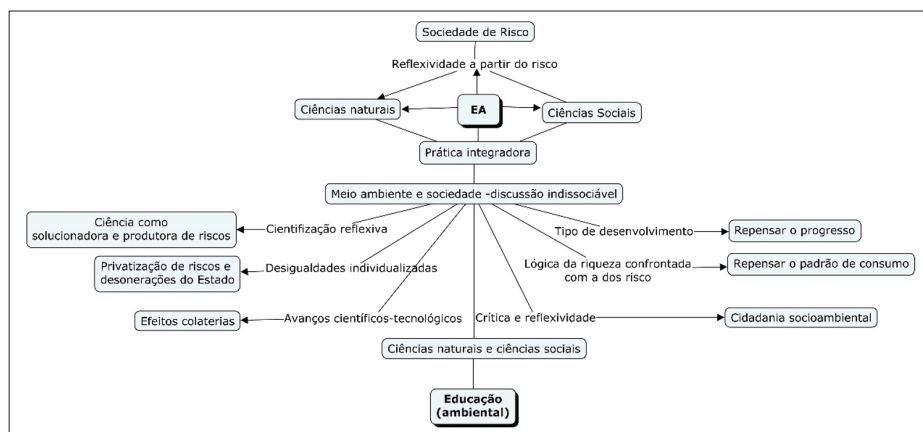 Sociedade de Risco
Reflexividade a partir do risco
Ciências naturais
EA
Ciências Sociais
Prática integradora
Meio ambiente e sociedade -discussão indissociável
Ciência como
solucionadora e produtora de riscos
Cientifização reflexiva
Tipo de desenvolvimento
Repensar o progresso
Privatização de riscos e
desonerações do Estado
Desigualdades individualizadas
Lógica da riqueza confrontada
com a dos risco
Repensar o padrão de consumo
Efeitos colaterias
Avanços científicos-tecnológicos
Crítica e reflexividade
Cidadania socioambiental
Ciências naturais e ciências sociais
Educação
(ambiental)